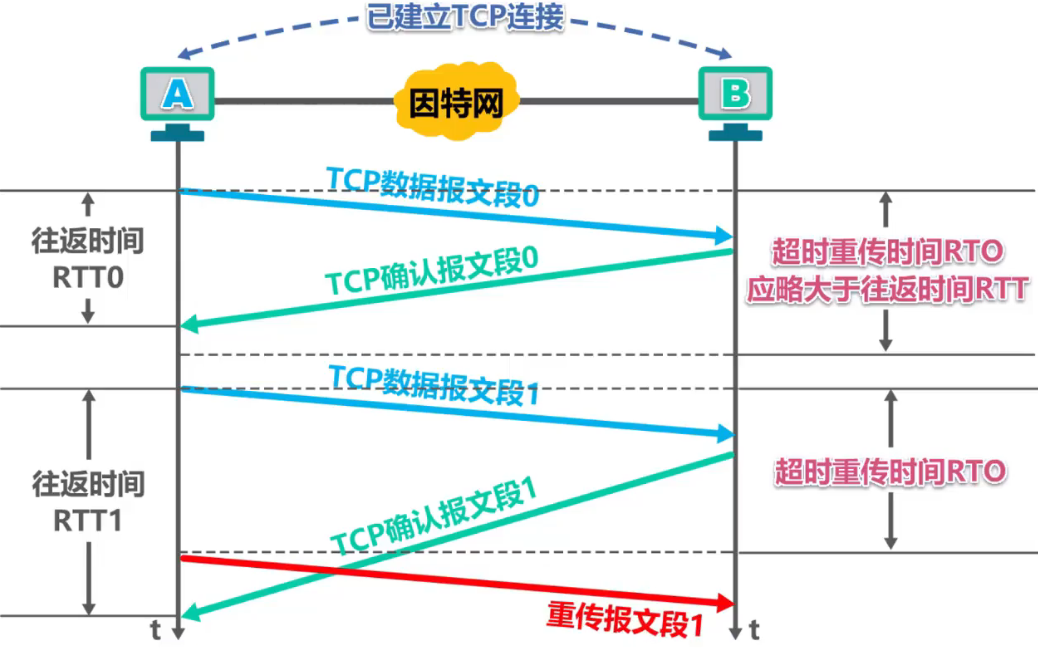 已建立TCP连接
A
因特网
B
TCP数据报文段0
往返时间
RTT0
TCP确认报文段0
超时重传时间RTO
应略大于往返时间RTT
TCP数据报文段1
往返时间
RTT1
超时重传时间RTO
TCP确认报文段1
重传报文段1
t
t